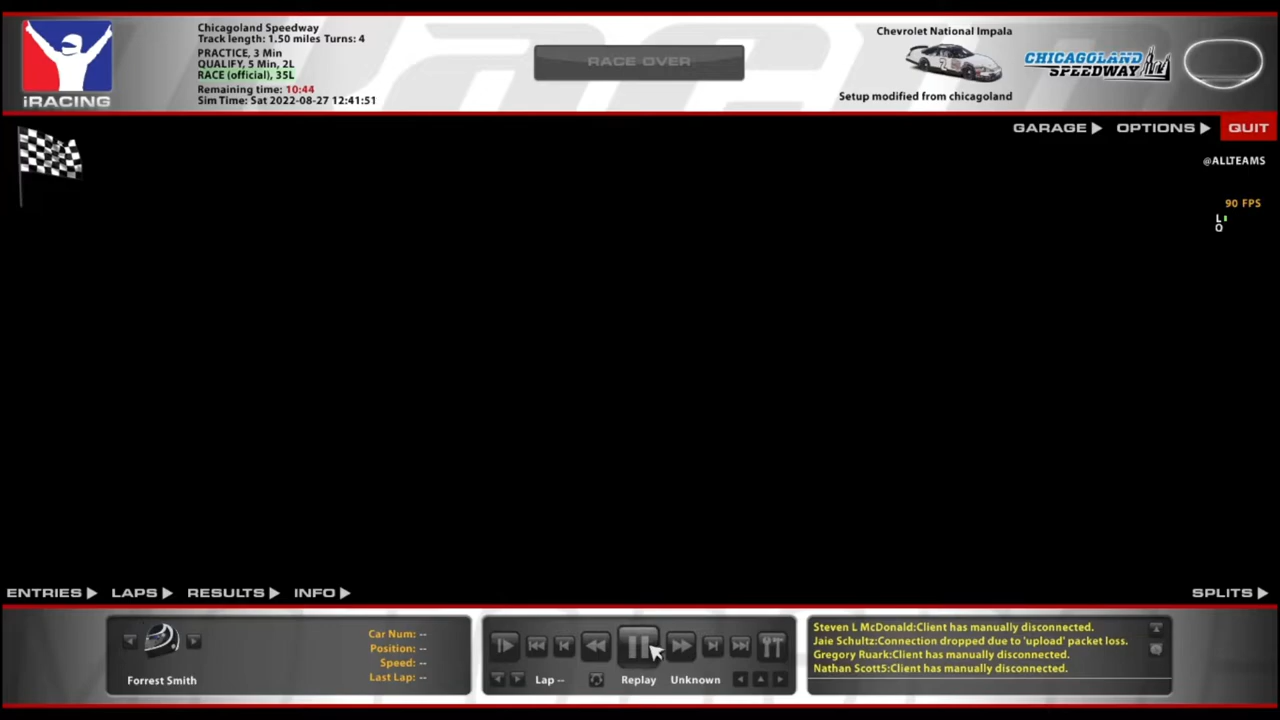 iRACING
Chicagoland Speedway
Track length: 1.50 miles Turns: 4
PRACTICE, 3 Min
QUALIFY, 5 Min, 2L
RACE (official), 35L
Remaining time: 10:44
Sim Time: Sat 2022-08-27 12:41:51
RACE OVER
Chevrolet National Impala
Setup modified from chicagoland
CHICAGOLAND
SPEEDWAY
GARAGE OPTIONS QUIT
@ALLTEAMS
90 FPS
L
Q
ENTRIES LAPS RESULTS INFO SPLITS
Forrest Smith
Car Num: --
Position: --
Speed: --
Last Lap: --
Lap -- Replay Unknown
Steven L McDonald:Client has manually disconnected.
Jaie Schultz:Connection dropped due to 'upload' packet loss.
Gregory Ruark:Client has manually disconnected.
Nathan Scott5:Client has manually disconnected.